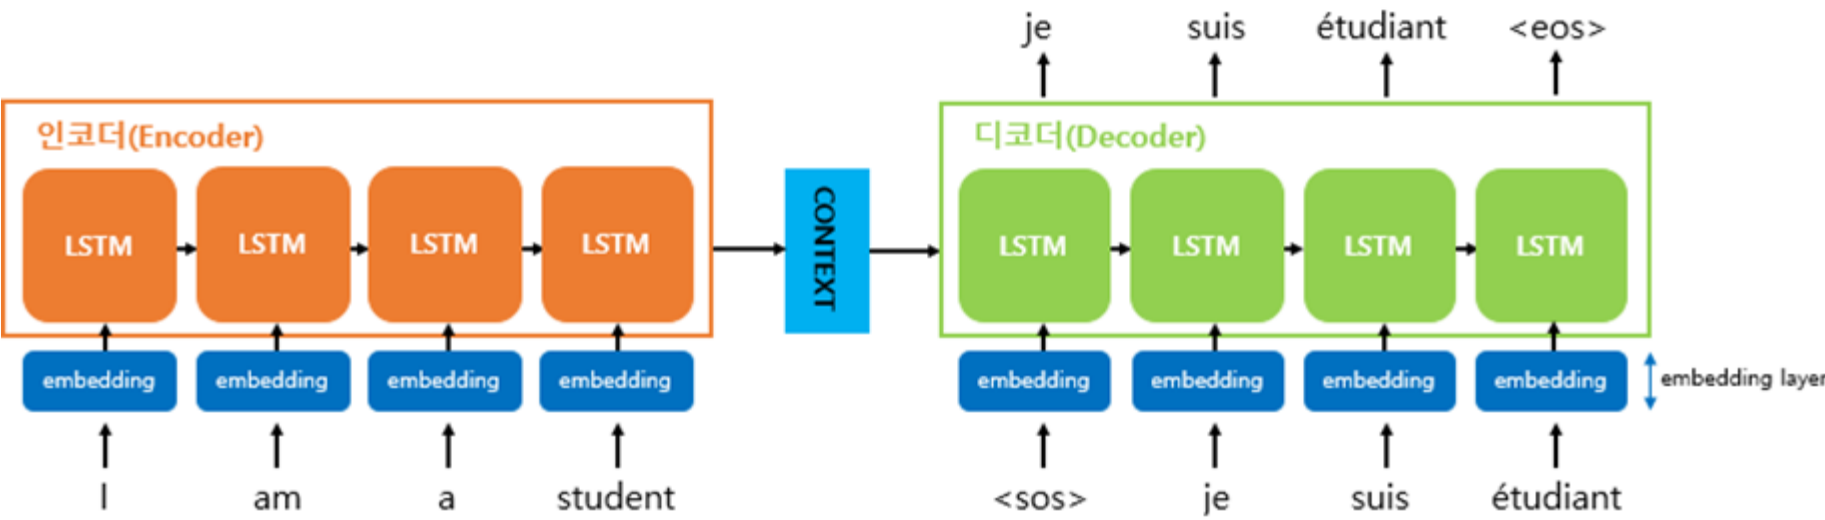 je suis étudiant <eos>
인코더(Encoder)
디코더(Decoder)
LSTM LSTM LSTM LSTM
CONTEXT
LSTM LSTM LSTM LSTM
embedding embedding embedding embedding
embedding embedding embedding embedding
embedding layer
I am a student
<sos> je suis étudiant